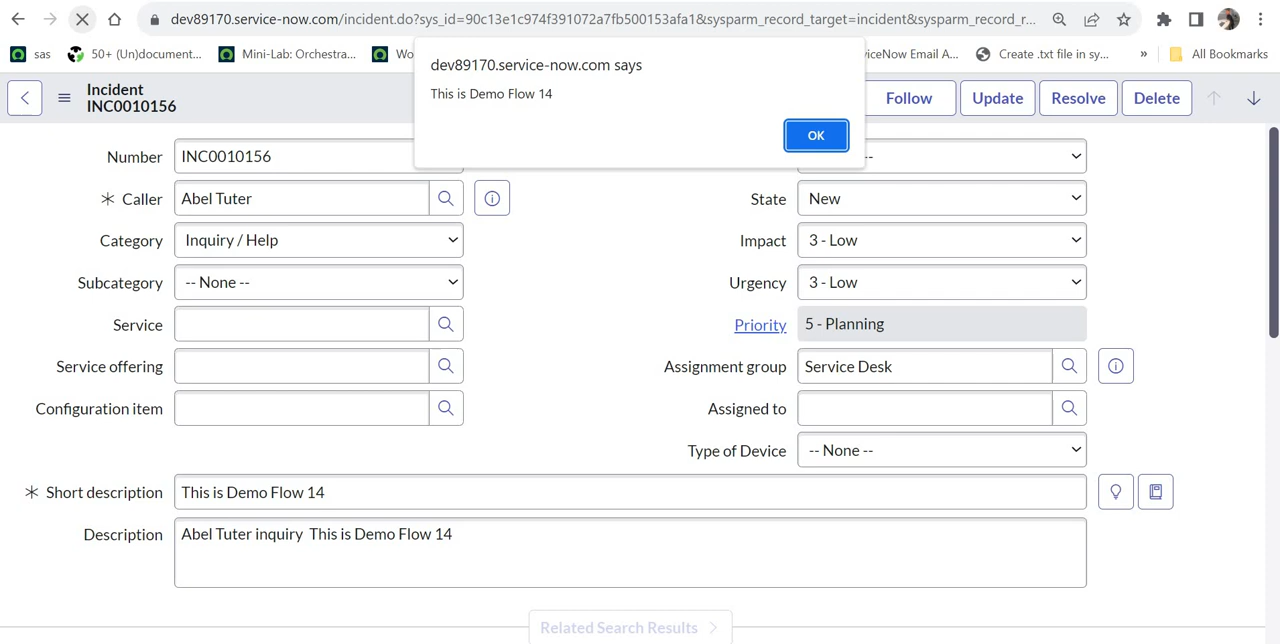 dev89170.service-now.com/incident.do?sys_id=90c13e1c974f391072a7fb500153afa1&sysparm_record_target=incident&sysparm_record_r...
sas
50+ (Un)document...
Mini-Lab: Orchestra...
Wo
viceNow Email A...
Create .txt file in sy...
»
All Bookmarks
dev89170.service-now.com says
This is Demo Flow 14
OK
Incident
INC0010156
Follow
Update
Resolve
Delete
Number
INC0010156
--
* Caller
Abel Tuter
State
New
Category
Inquiry / Help
Impact
3 - Low
Subcategory
-- None --
Urgency
3 - Low
Service
Priority
5 - Planning
Service offering
Assignment group
Service Desk
Configuration item
Assigned to
Type of Device
-- None --
* Short description
This is Demo Flow 14
Description
Abel Tuter inquiry  This is Demo Flow 14
Related Search Results